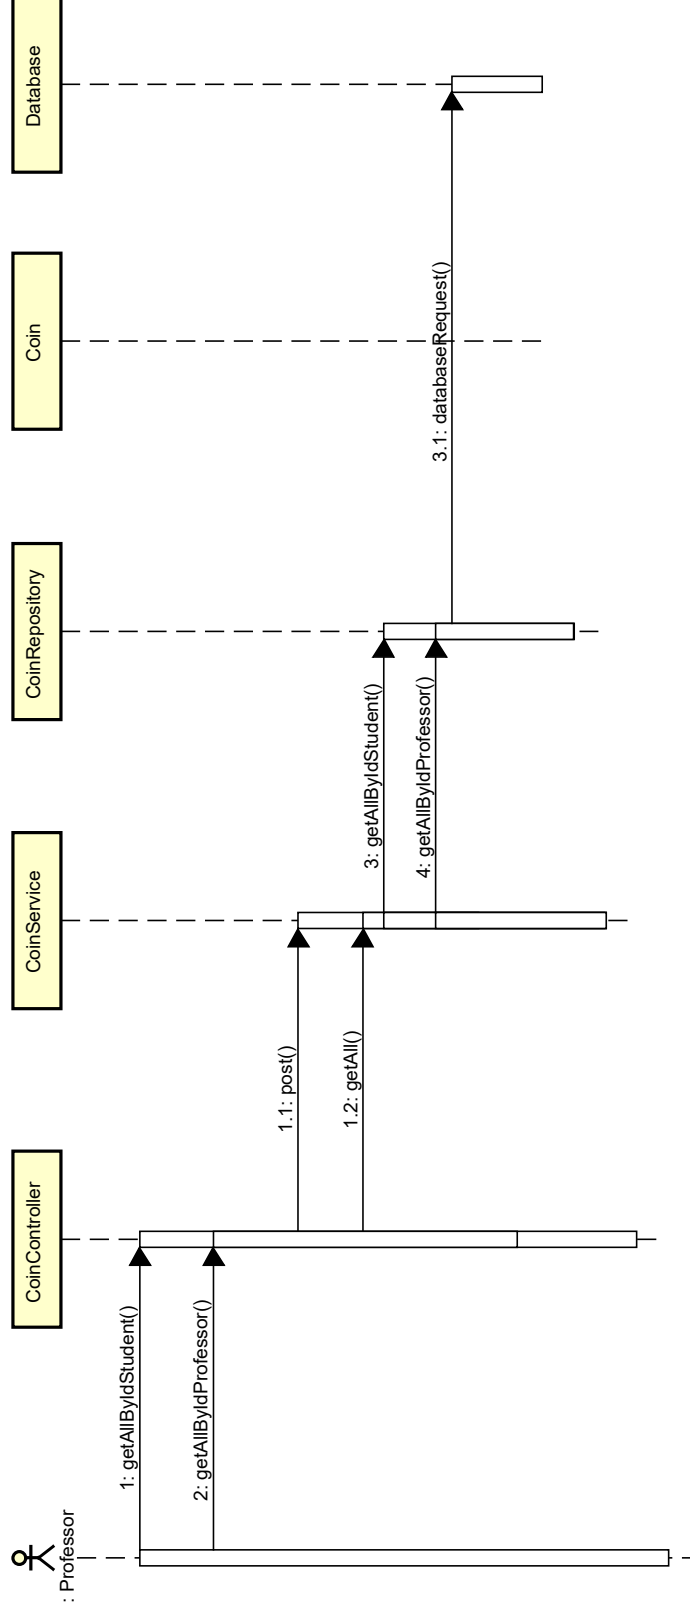 : Professor
CoinController
CoinService
CoinRepository
Coin
Database
1: getAllByIdStudent()
2: getAllByIdProfessor()
1.1: post()
1.2: getAll()
3: getAllByIdStudent()
4: getAllByIdProfessor()
3.1: databaseRequest()